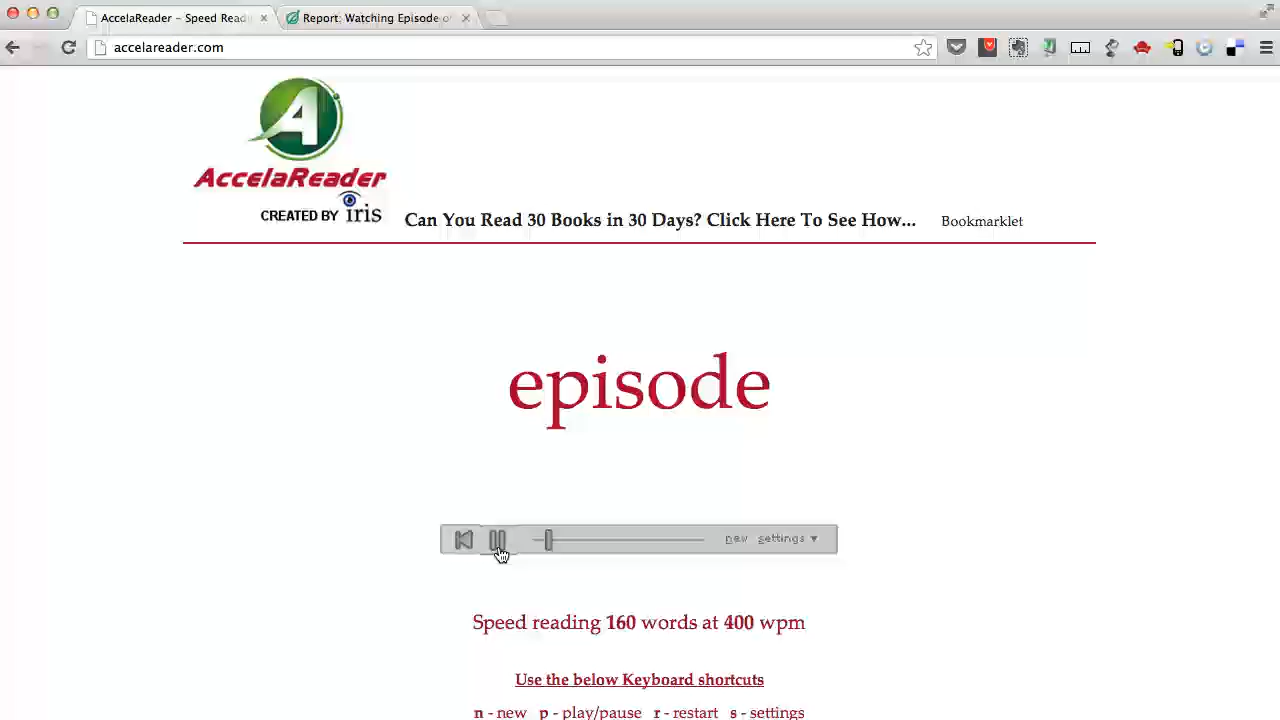 AccelaReader – Speed Readi
Report: Watching Episode o
accelareader.com
A
AccelaReader
CREATED BY iris
Can You Read 30 Books in 30 Days? Click Here To See How...
Bookmarklet
episode
new settings ▼
Speed reading 160 words at 400 wpm
Use the below Keyboard shortcuts
n - new p - play/pause r - restart s - settings